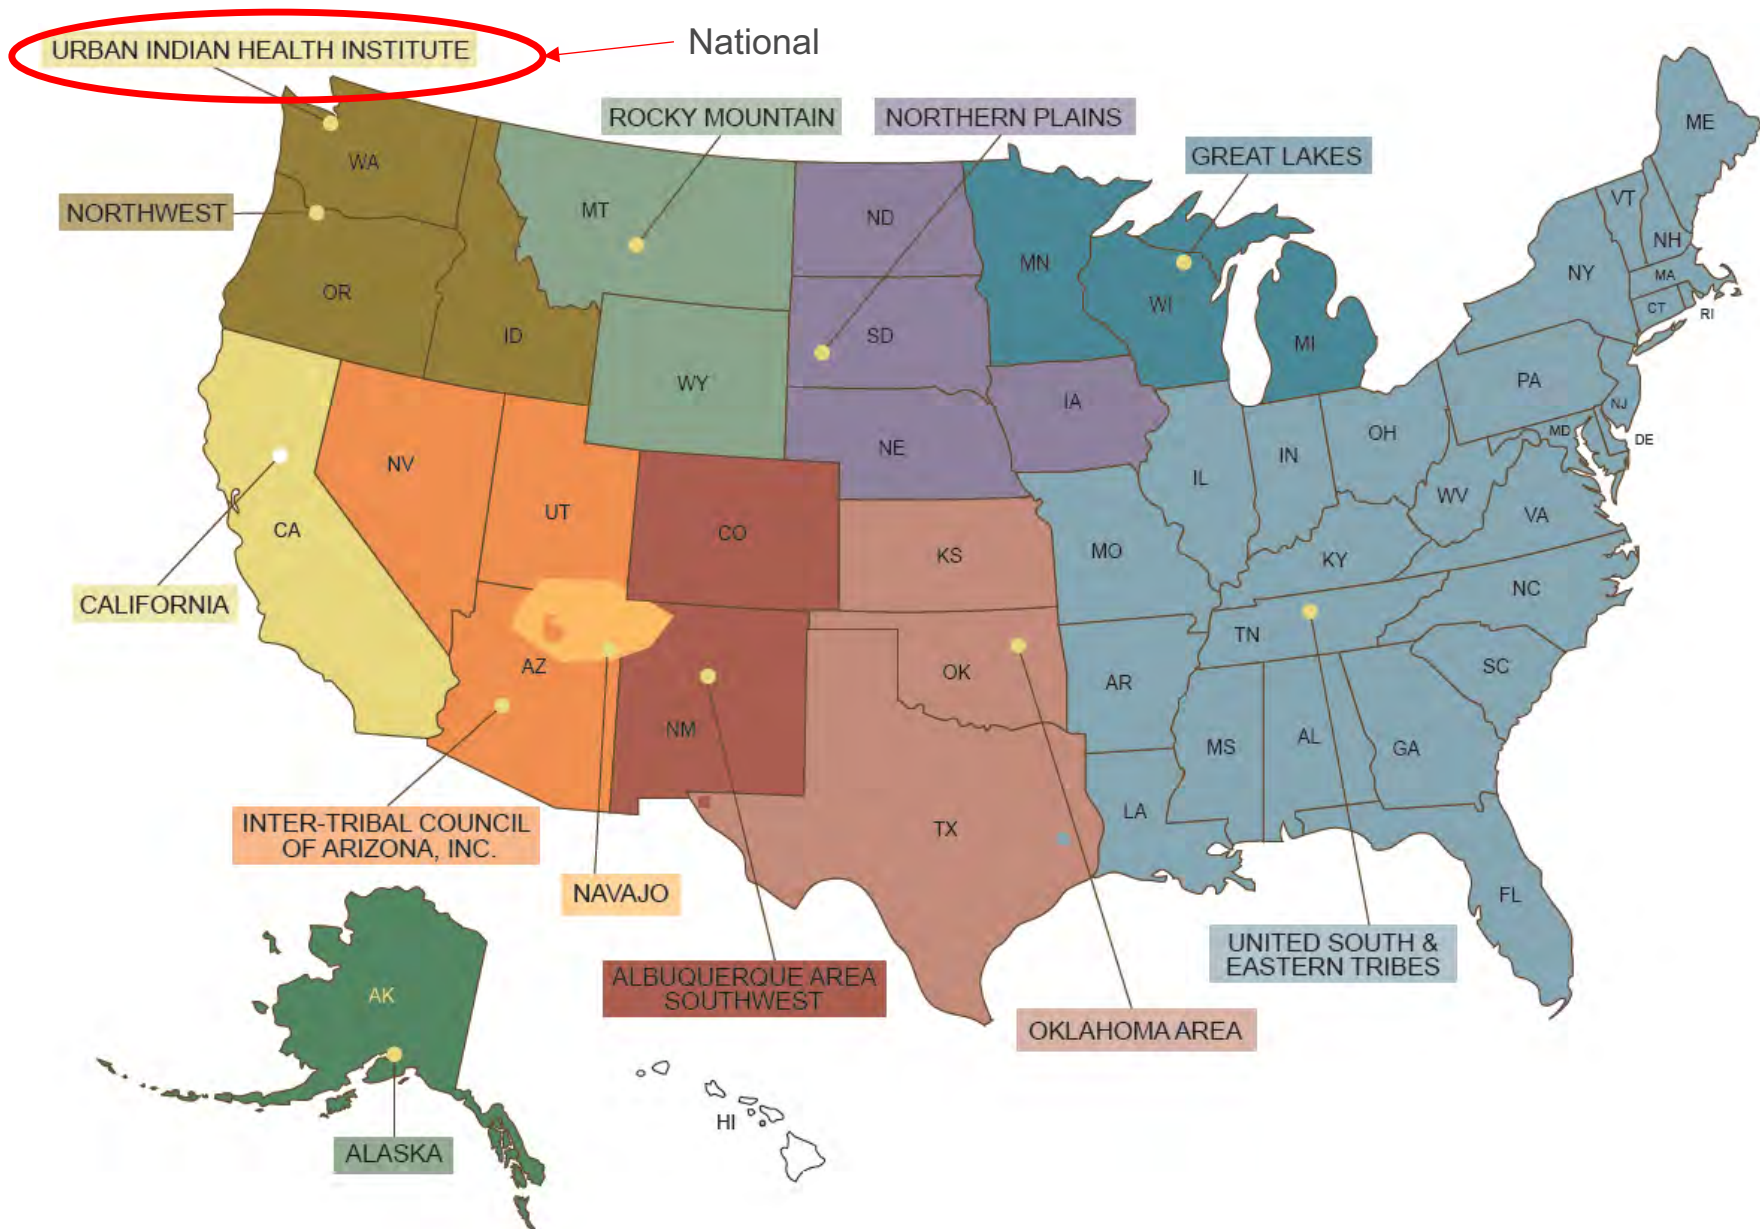 URBAN INDIAN HEALTH INSTITUTE
National
ROCKY MOUNTAIN
NORTHERN PLAINS
GREAT LAKES
NORTHWEST
WA
OR
ID
MT
WY
ND
SD
NE
IA
MN
WI
MI
ME
VT
NH
NY
MA
CT
RI
PA
NJ
MD
DE
OH
IN
IL
WV
VA
KY
NC
TN
SC
MO
AR
MS
AL
GA
LA
FL
CA
NV
UT
CO
KS
AZ
NM
OK
TX
CALIFORNIA
INTER-TRIBAL COUNCIL
OF ARIZONA, INC.
NAVAJO
ALBUQUERQUE AREA
SOUTHWEST
UNITED SOUTH &
EASTERN TRIBES
OKLAHOMA AREA
AK
HI
ALASKA